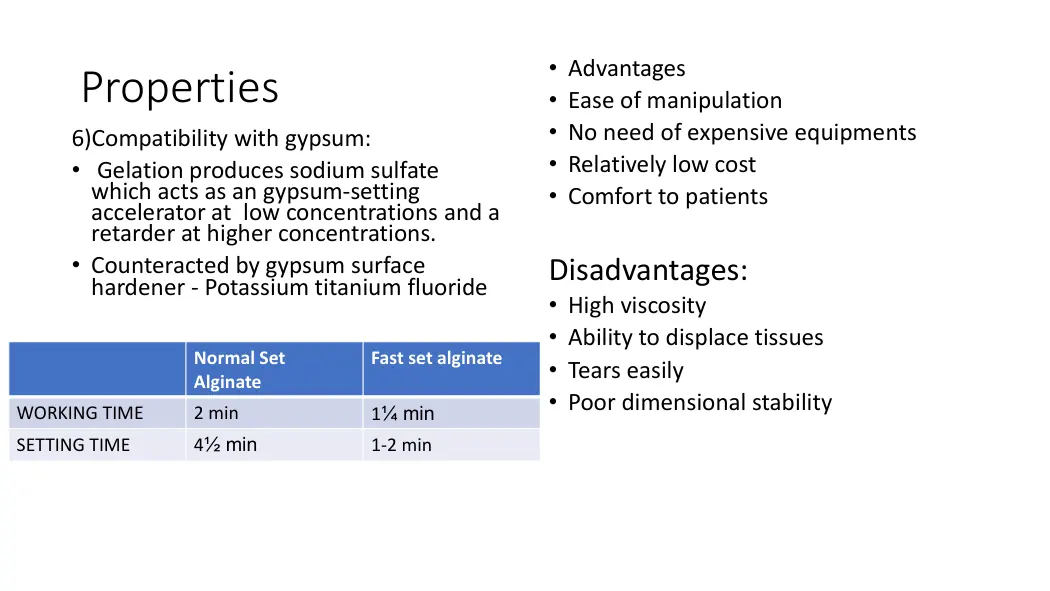 Properties
6)Compatibility with gypsum:
• Gelation produces sodium sulfate
which acts as an gypsum-setting
accelerator at low concentrations and a
retarder at higher concentrations.
• Counteracted by gypsum surface
hardener - Potassium titanium fluoride
Normal Set
Alginate
Fast set alginate
WORKING TIME 2 min 1¼ min
SETTING TIME 4½ min 1-2 min
• Advantages
• Ease of manipulation
• No need of expensive equipments
• Relatively low cost
• Comfort to patients
Disadvantages:
• High viscosity
• Ability to displace tissues
• Tears easily
• Poor dimensional stability